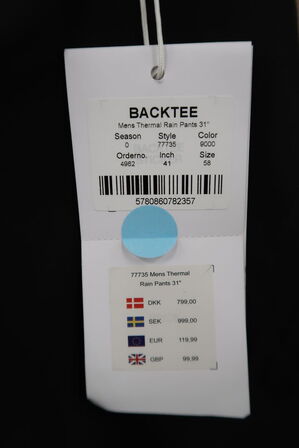 BACKTEE
Mens Thermal Rain Pants 31"
Season Style Color
0 77735 9000
Orderno. Inch Size
4962 41 58
5780860782357
77735 Mens Thermal
Rain Pants 31"
DKK 799,00
SEK 999,00
EUR 119,99
GBP 99,99